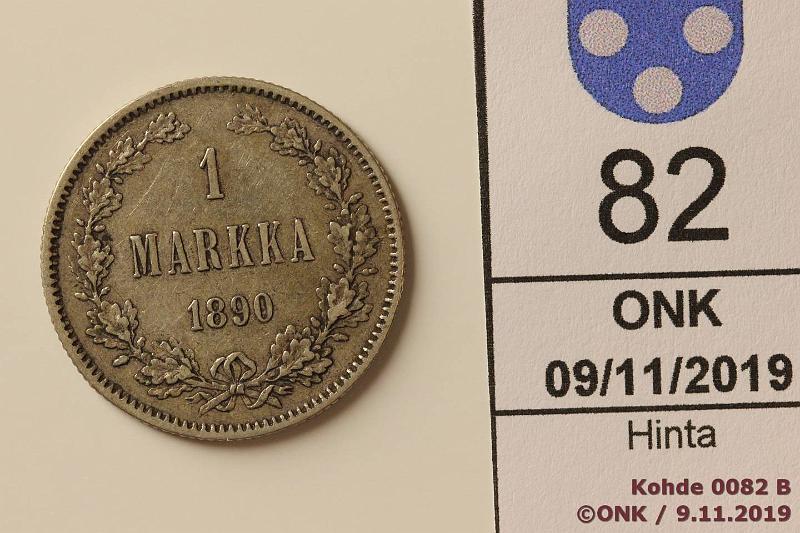 1
MARKKA
1890
82
ONK
09/11/2019
Hinta
Kohde 0082 B
©ONK / 9.11.2019